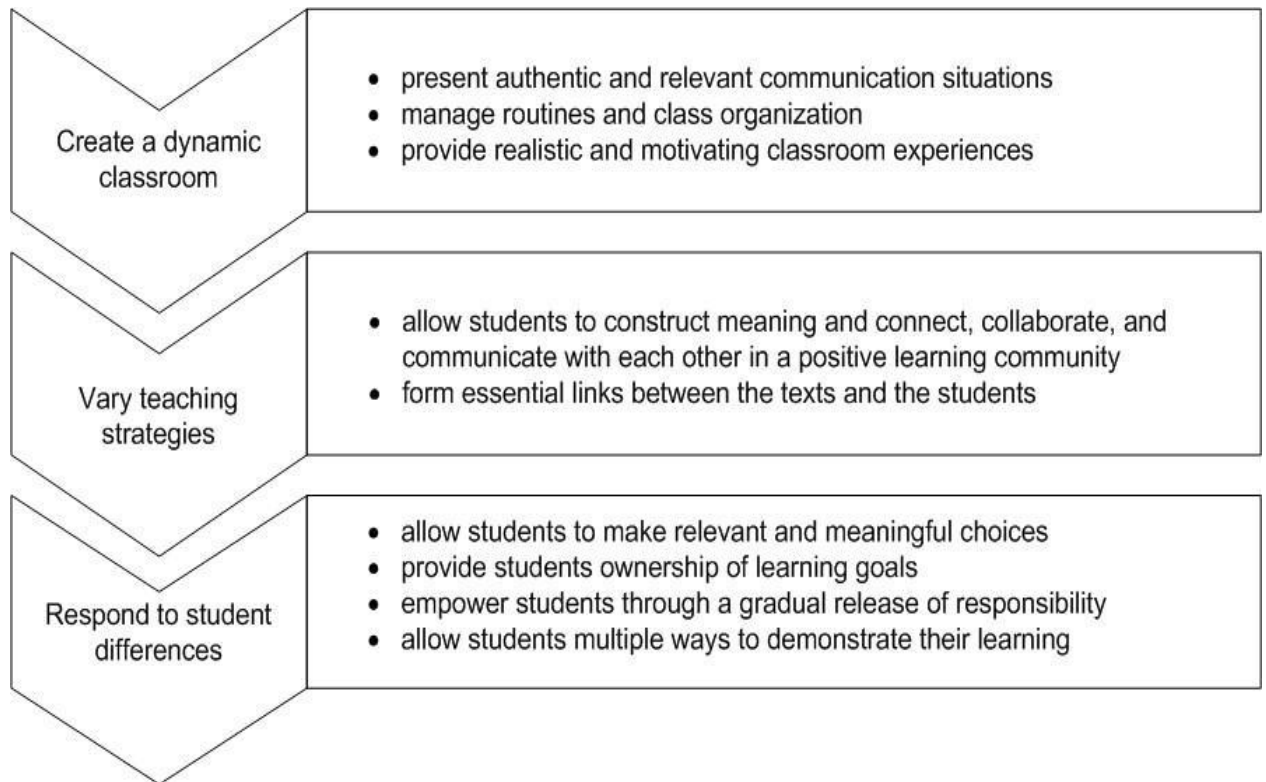 Create a dynamic
classroom
• present authentic and relevant communication situations
• manage routines and class organization
• provide realistic and motivating classroom experiences
Vary teaching
strategies
• allow students to construct meaning and connect, collaborate, and
communicate with each other in a positive learning community
• form essential links between the texts and the students
Respond to student
differences
• allow students to make relevant and meaningful choices
• provide students ownership of learning goals
• empower students through a gradual release of responsibility
• allow students multiple ways to demonstrate their learning